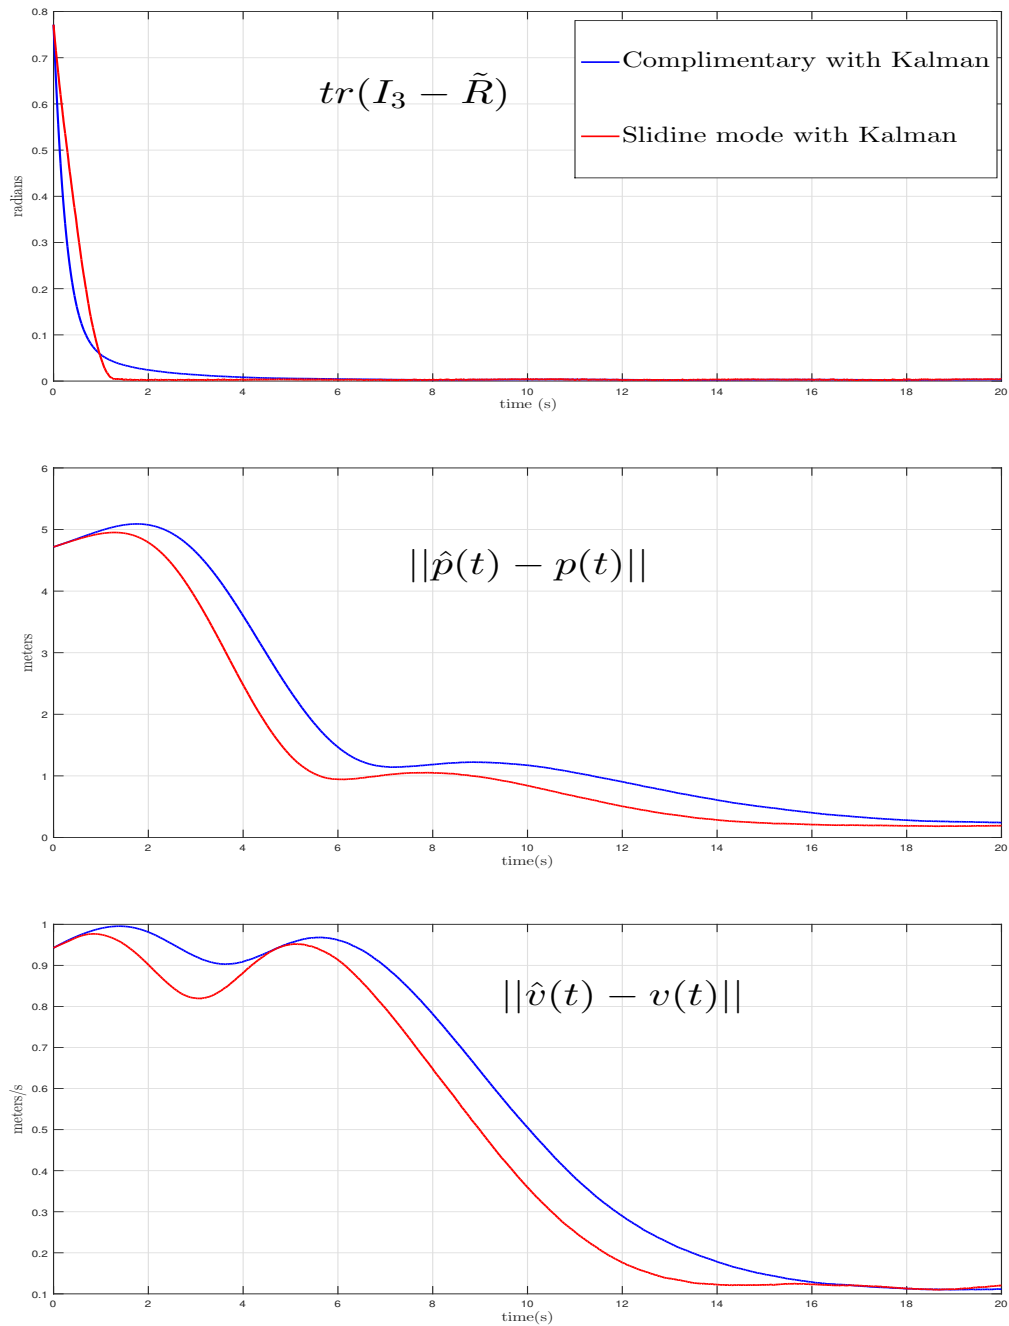 0.8
0.7
0.6
0.5
0.4
0.3
0.2
0.1
0
radians
tr(I₃ − R̃)
Complimentary with Kalman
Slidine mode with Kalman
0 2 4 6 8 10 12 14 16 18 20
time (s)
6
5
4
3
2
1
0
meters
||p̂(t) − p(t)||
0 2 4 6 8 10 12 14 16 18 20
time(s)
1
0.9
0.8
0.7
0.6
0.5
0.4
0.3
0.2
0.1
meters/s
||v̂(t) − v(t)||
0 2 4 6 8 10 12 14 16 18 20
time(s)